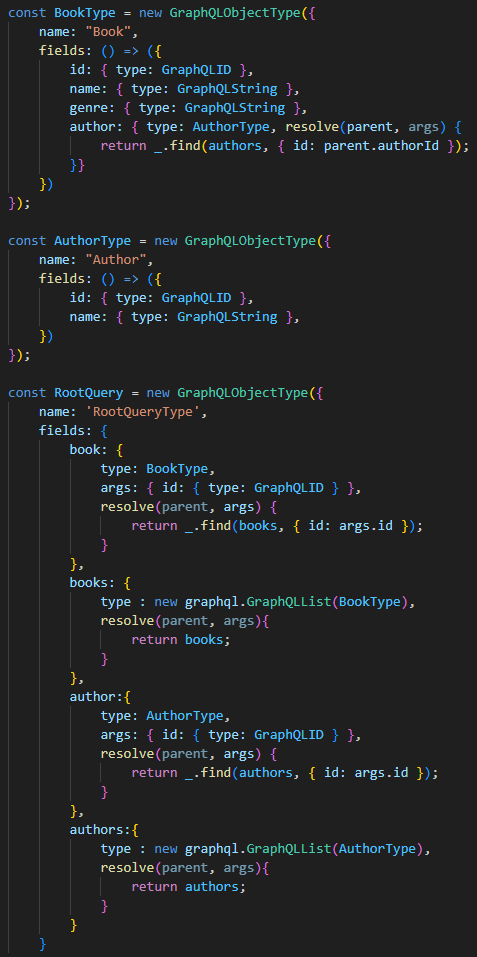 const BookType = new GraphQLObjectType({
    name: "Book",
    fields: () => ({
        id: { type: GraphQLID },
        name: { type: GraphQLString },
        genre: { type: GraphQLString },
        author: { type: AuthorType, resolve(parent, args) {
            return _.find(authors, { id: parent.authorId });
        }}
    })
});

const AuthorType = new GraphQLObjectType({
    name: "Author",
    fields: () => ({
        id: { type: GraphQLID },
        name: { type: GraphQLString },
    })
});

const RootQuery = new GraphQLObjectType({
    name: 'RootQueryType',
    fields: {
        book: {
            type: BookType,
            args: { id: { type: GraphQLID } },
            resolve(parent, args) {
                return _.find(books, { id: args.id });
            }
        },
        books: {
            type : new graphql.GraphQLList(BookType),
            resolve(parent, args){
                return books;
            }
        },
        author:{
            type: AuthorType,
            args: { id: { type: GraphQLID } },
            resolve(parent, args) {
                return _.find(authors, { id: args.id });
            }
        },
        authors:{
            type : new graphql.GraphQLList(AuthorType),
            resolve(parent, args){
                return authors;
            }
        }
    }